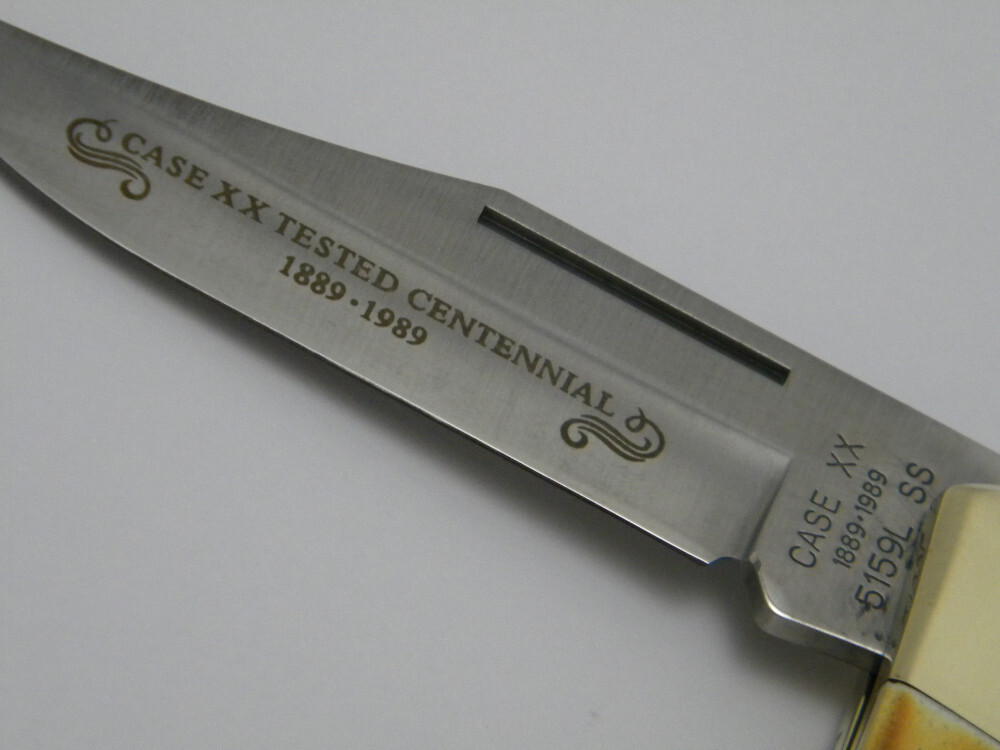 CASE XX TESTED CENTENNIAL
1889·1989
CASE XX
1889·1989
5159L SS